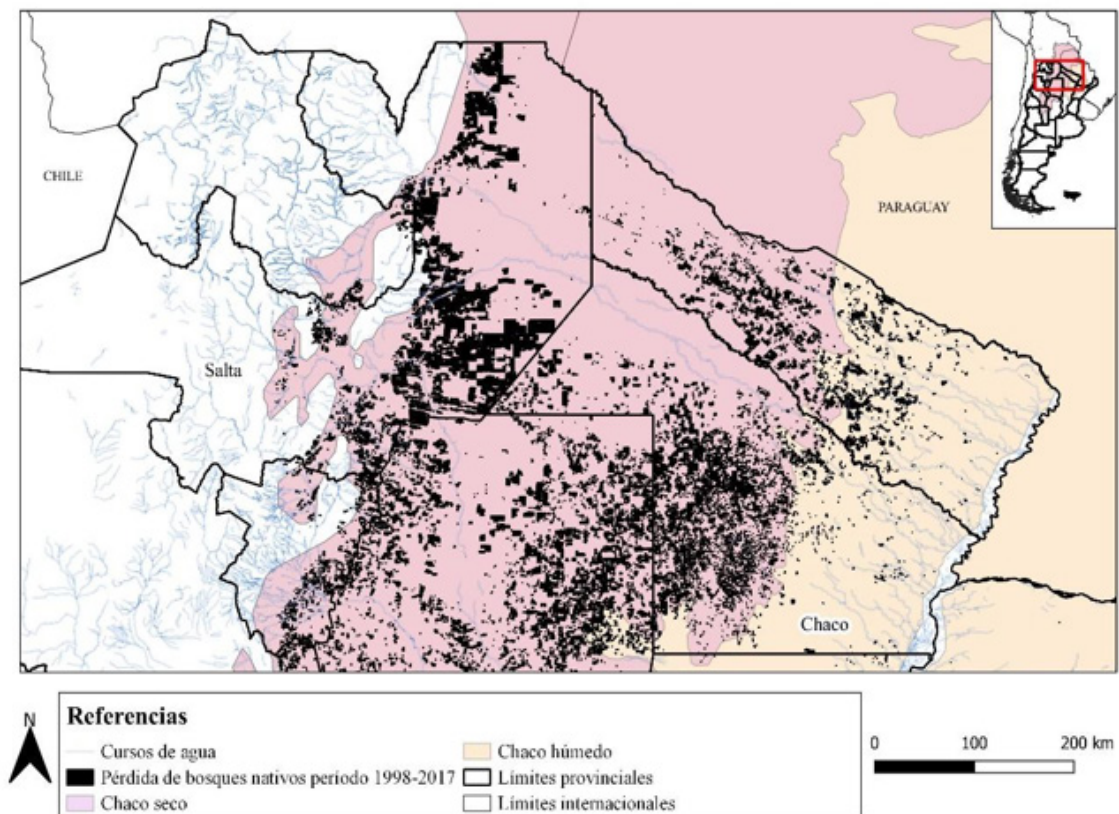 CHILE
PARAGUAY
Salta
Chaco
N
Referencias
Cursos de agua
Pérdida de bosques nativos período 1998-2017
Chaco seco
Chaco húmedo
Límites provinciales
Límites internacionales
0 100 200 km